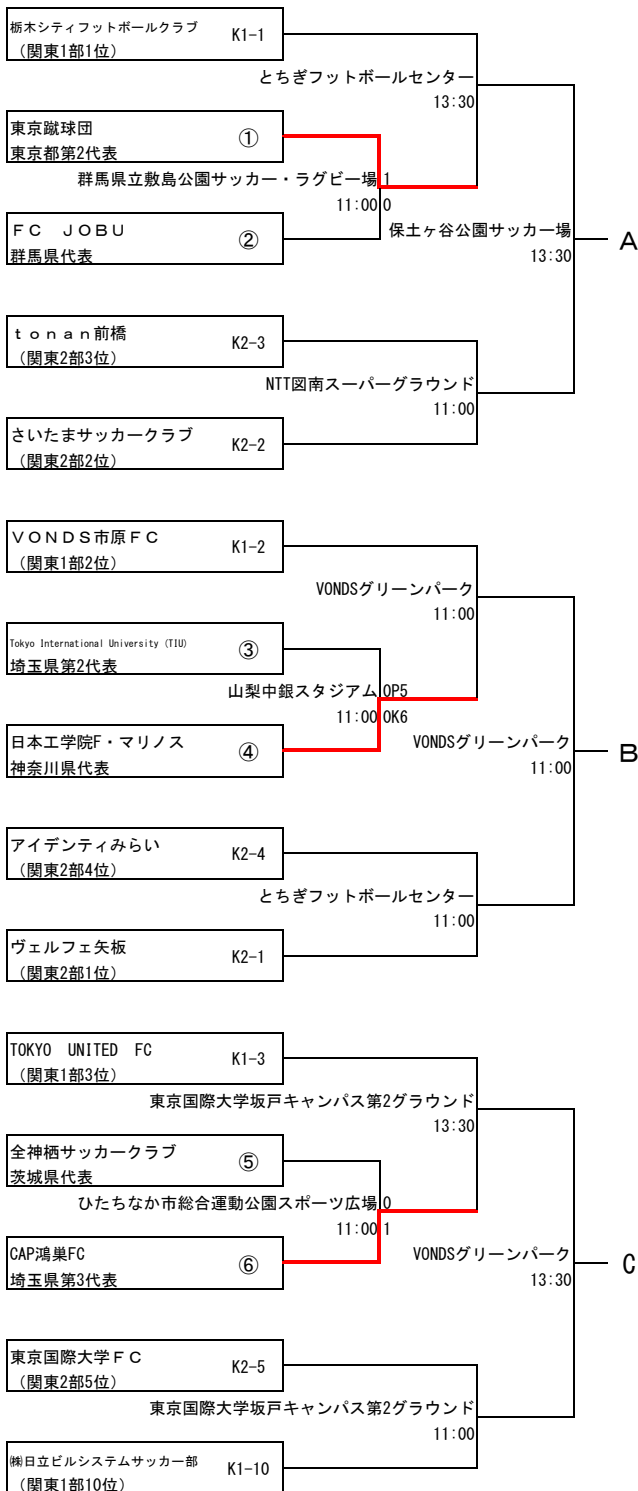 栃木シティフットボールクラブ K1-1
（関東1部1位）
とちぎフットボールセンター
13:30
東京蹴球団 ①
東京都第2代表
群馬県立敷島公園サッカー・ラグビー場 1
11:00 0
ＦＣ　ＪＯＢＵ ②
群馬県代表
保土ヶ谷公園サッカー場
13:30
A
ｔｏｎａｎ前橋 K2-3
（関東2部3位）
NTT図南スーパーグラウンド
11:00
さいたまサッカークラブ K2-2
（関東2部2位）
ＶＯＮＤＳ市原ＦＣ K1-2
（関東1部2位）
VONDSグリーンパーク
11:00
Tokyo International University (TIU) ③
埼玉県第2代表
山梨中銀スタジアム 0P5
11:00 0K6
日本工学院F・マリノス ④
神奈川県代表
VONDSグリーンパーク
11:00
B
アイデンティみらい K2-4
（関東2部4位）
とちぎフットボールセンター
11:00
ヴェルフェ矢板 K2-1
（関東2部1位）
TOKYO　UNITED　FC K1-3
（関東1部3位）
東京国際大学坂戸キャンパス第2グラウンド
13:30
全神栖サッカークラブ ⑤
茨城県代表
ひたちなか市総合運動公園スポーツ広場 0
11:00 1
CAP鴻巣FC ⑥
埼玉県第3代表
VONDSグリーンパーク
13:30
C
東京国際大学ＦＣ K2-5
（関東2部5位）
東京国際大学坂戸キャンパス第2グラウンド
11:00
㈱日立ビルシステムサッカー部 K1-10
（関東1部10位）